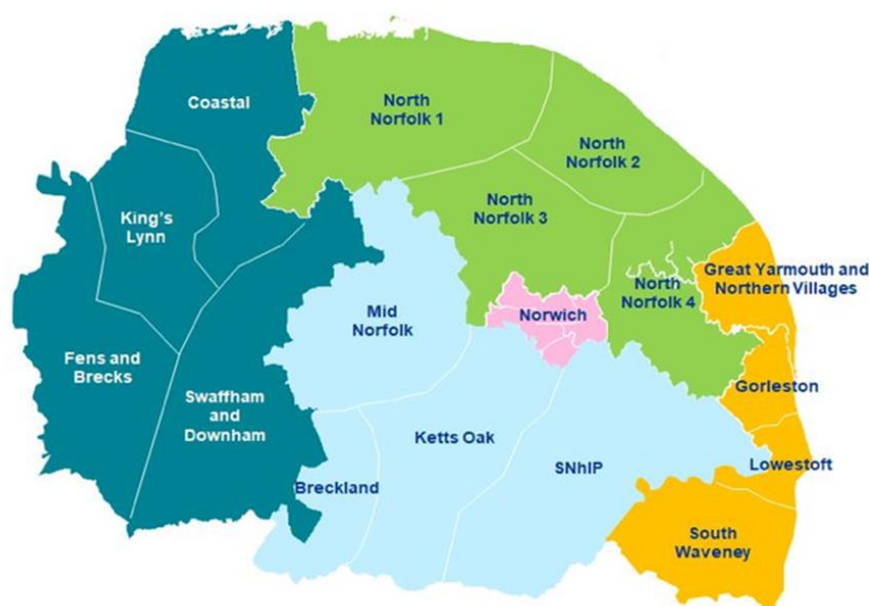 Coastal
North
Norfolk 1
North
Norfolk 2
King's
Lynn
North
Norfolk 3
Great Yarmouth and
Northern Villages
North
Norfolk 4
Mid
Norfolk
Norwich
Fens and
Brecks
Swaffham
and
Downham
Gorleston
Ketts Oak
SNhIP
Lowestoft
Breckland
South
Waveney